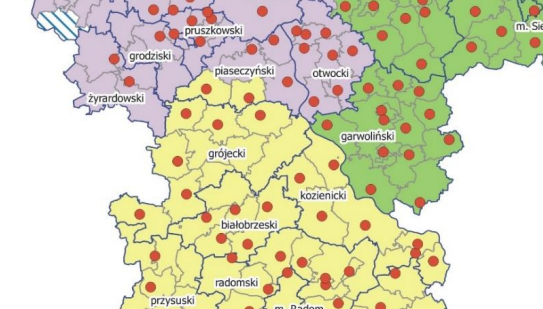 m. Sie
pruszkowski
grodziski
piaseczyński
otwocki
żyrardowski
garwoliński
grójecki
kozienicki
białobrzeski
radomski
przysuski
m. Radom